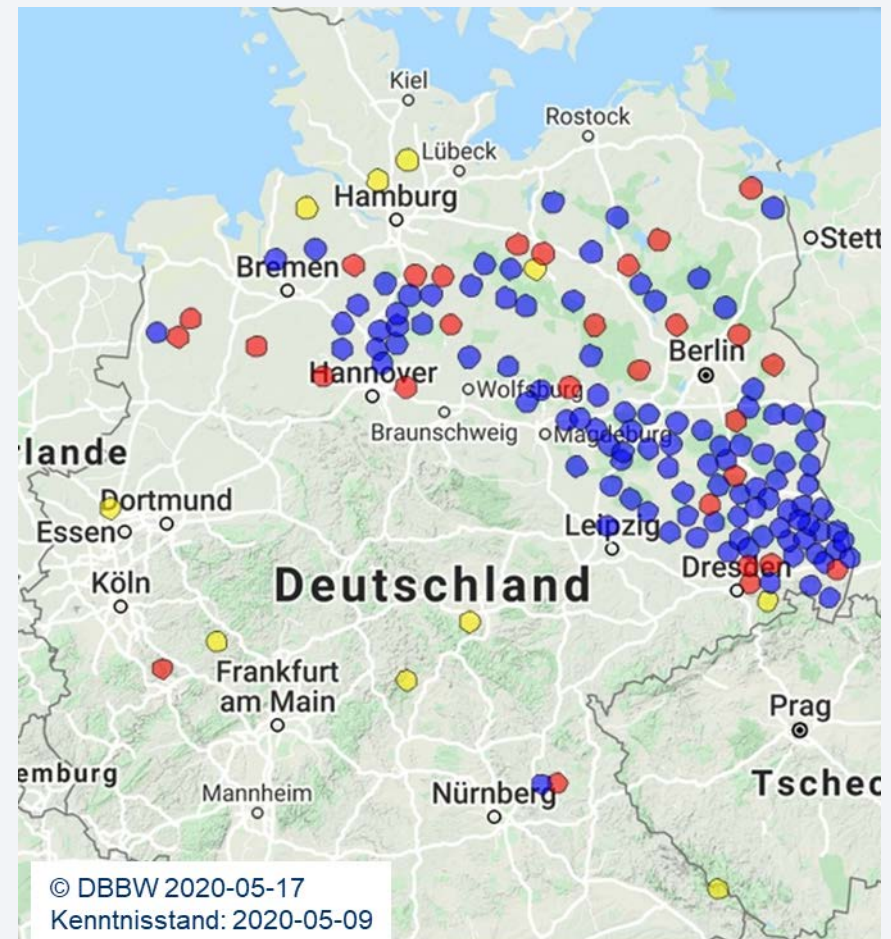 Kiel
Rostock
Lübeck
Hamburg
Stett
Bremen
Berlin
Hannover
Wolfsburg
Braunschweig
Magdeburg
rlande
Dortmund
Essen
Leipzig
Dresden
Köln
Deutschland
Frankfurt
am Main
Prag
emburg
Mannheim
Nürnberg
Tschec
© DBBW 2020-05-17
Kenntnisstand: 2020-05-09